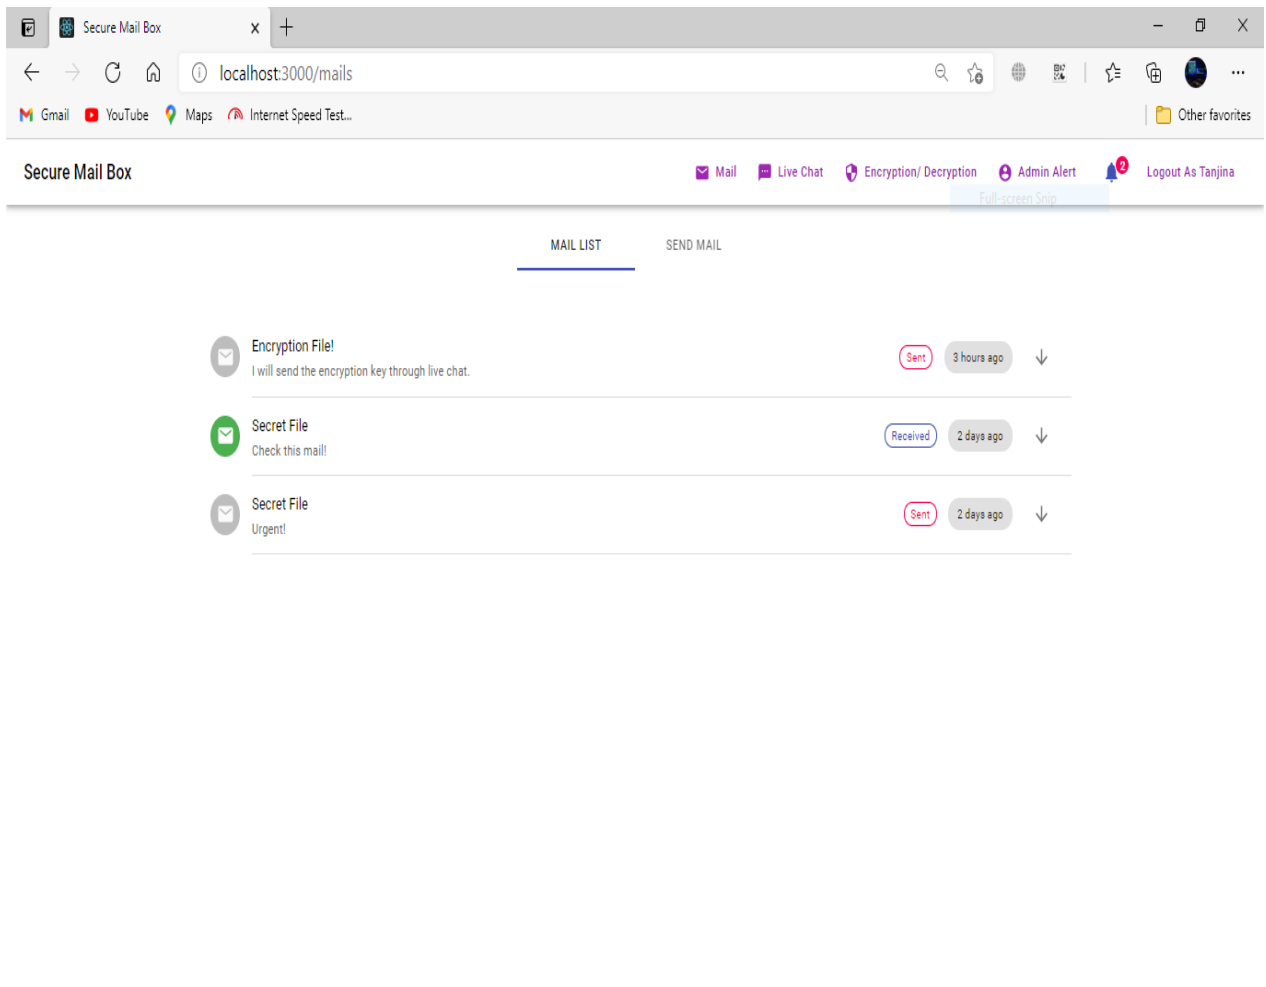 Secure Mail Box
localhost:3000/mails
Gmail YouTube Maps Internet Speed Test... Other favorites
Secure Mail Box Mail Live Chat Encryption/ Decryption Admin Alert 2 Logout As Tanjina
Full-screen Snip
MAIL LIST SEND MAIL
Encryption File!
I will send the encryption key through live chat.
Sent 3 hours ago
Secret File
Check this mail!
Received 2 days ago
Secret File
Urgent!
Sent 2 days ago